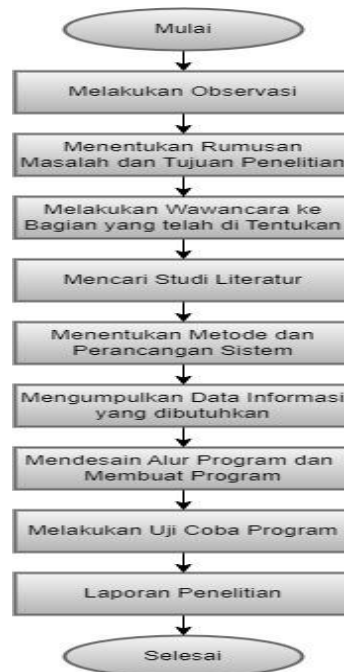 Mulai
Melakukan Observasi
Menentukan Rumusan
Masalah dan Tujuan Penelitian
Melakukan Wawancara ke
Bagian yang telah di Tentukan
Mencari Studi Literatur
Menentukan Metode dan
Perancangan Sistem
Mengumpulkan Data Informasi
yang dibutuhkan
Mendesain Alur Program dan
Membuat Program
Melakukan Uji Coba Program
Laporan Penelitian
Selesai